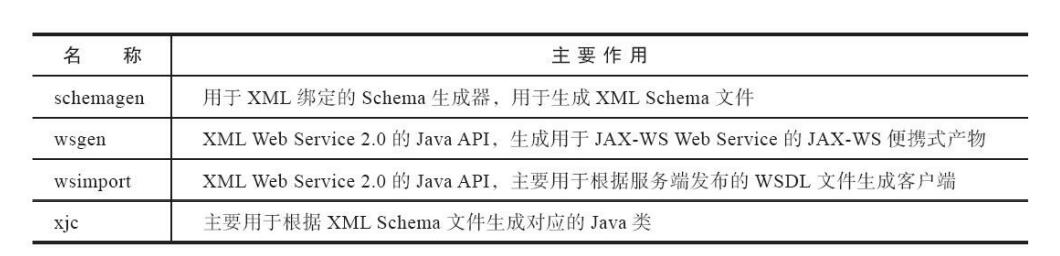 名 称 主要作用
schemagen 用于 XML 绑定的 Schema 生成器，用于生成 XML Schema 文件
wsgen XML Web Service 2.0 的 Java API，生成用于 JAX-WS Web Service 的 JAX-WS 便携式产物
wsimport XML Web Service 2.0 的 Java API，主要用于根据服务端发布的 WSDL 文件生成客户端
xjc 主要用于根据 XML Schema 文件生成对应的 Java 类